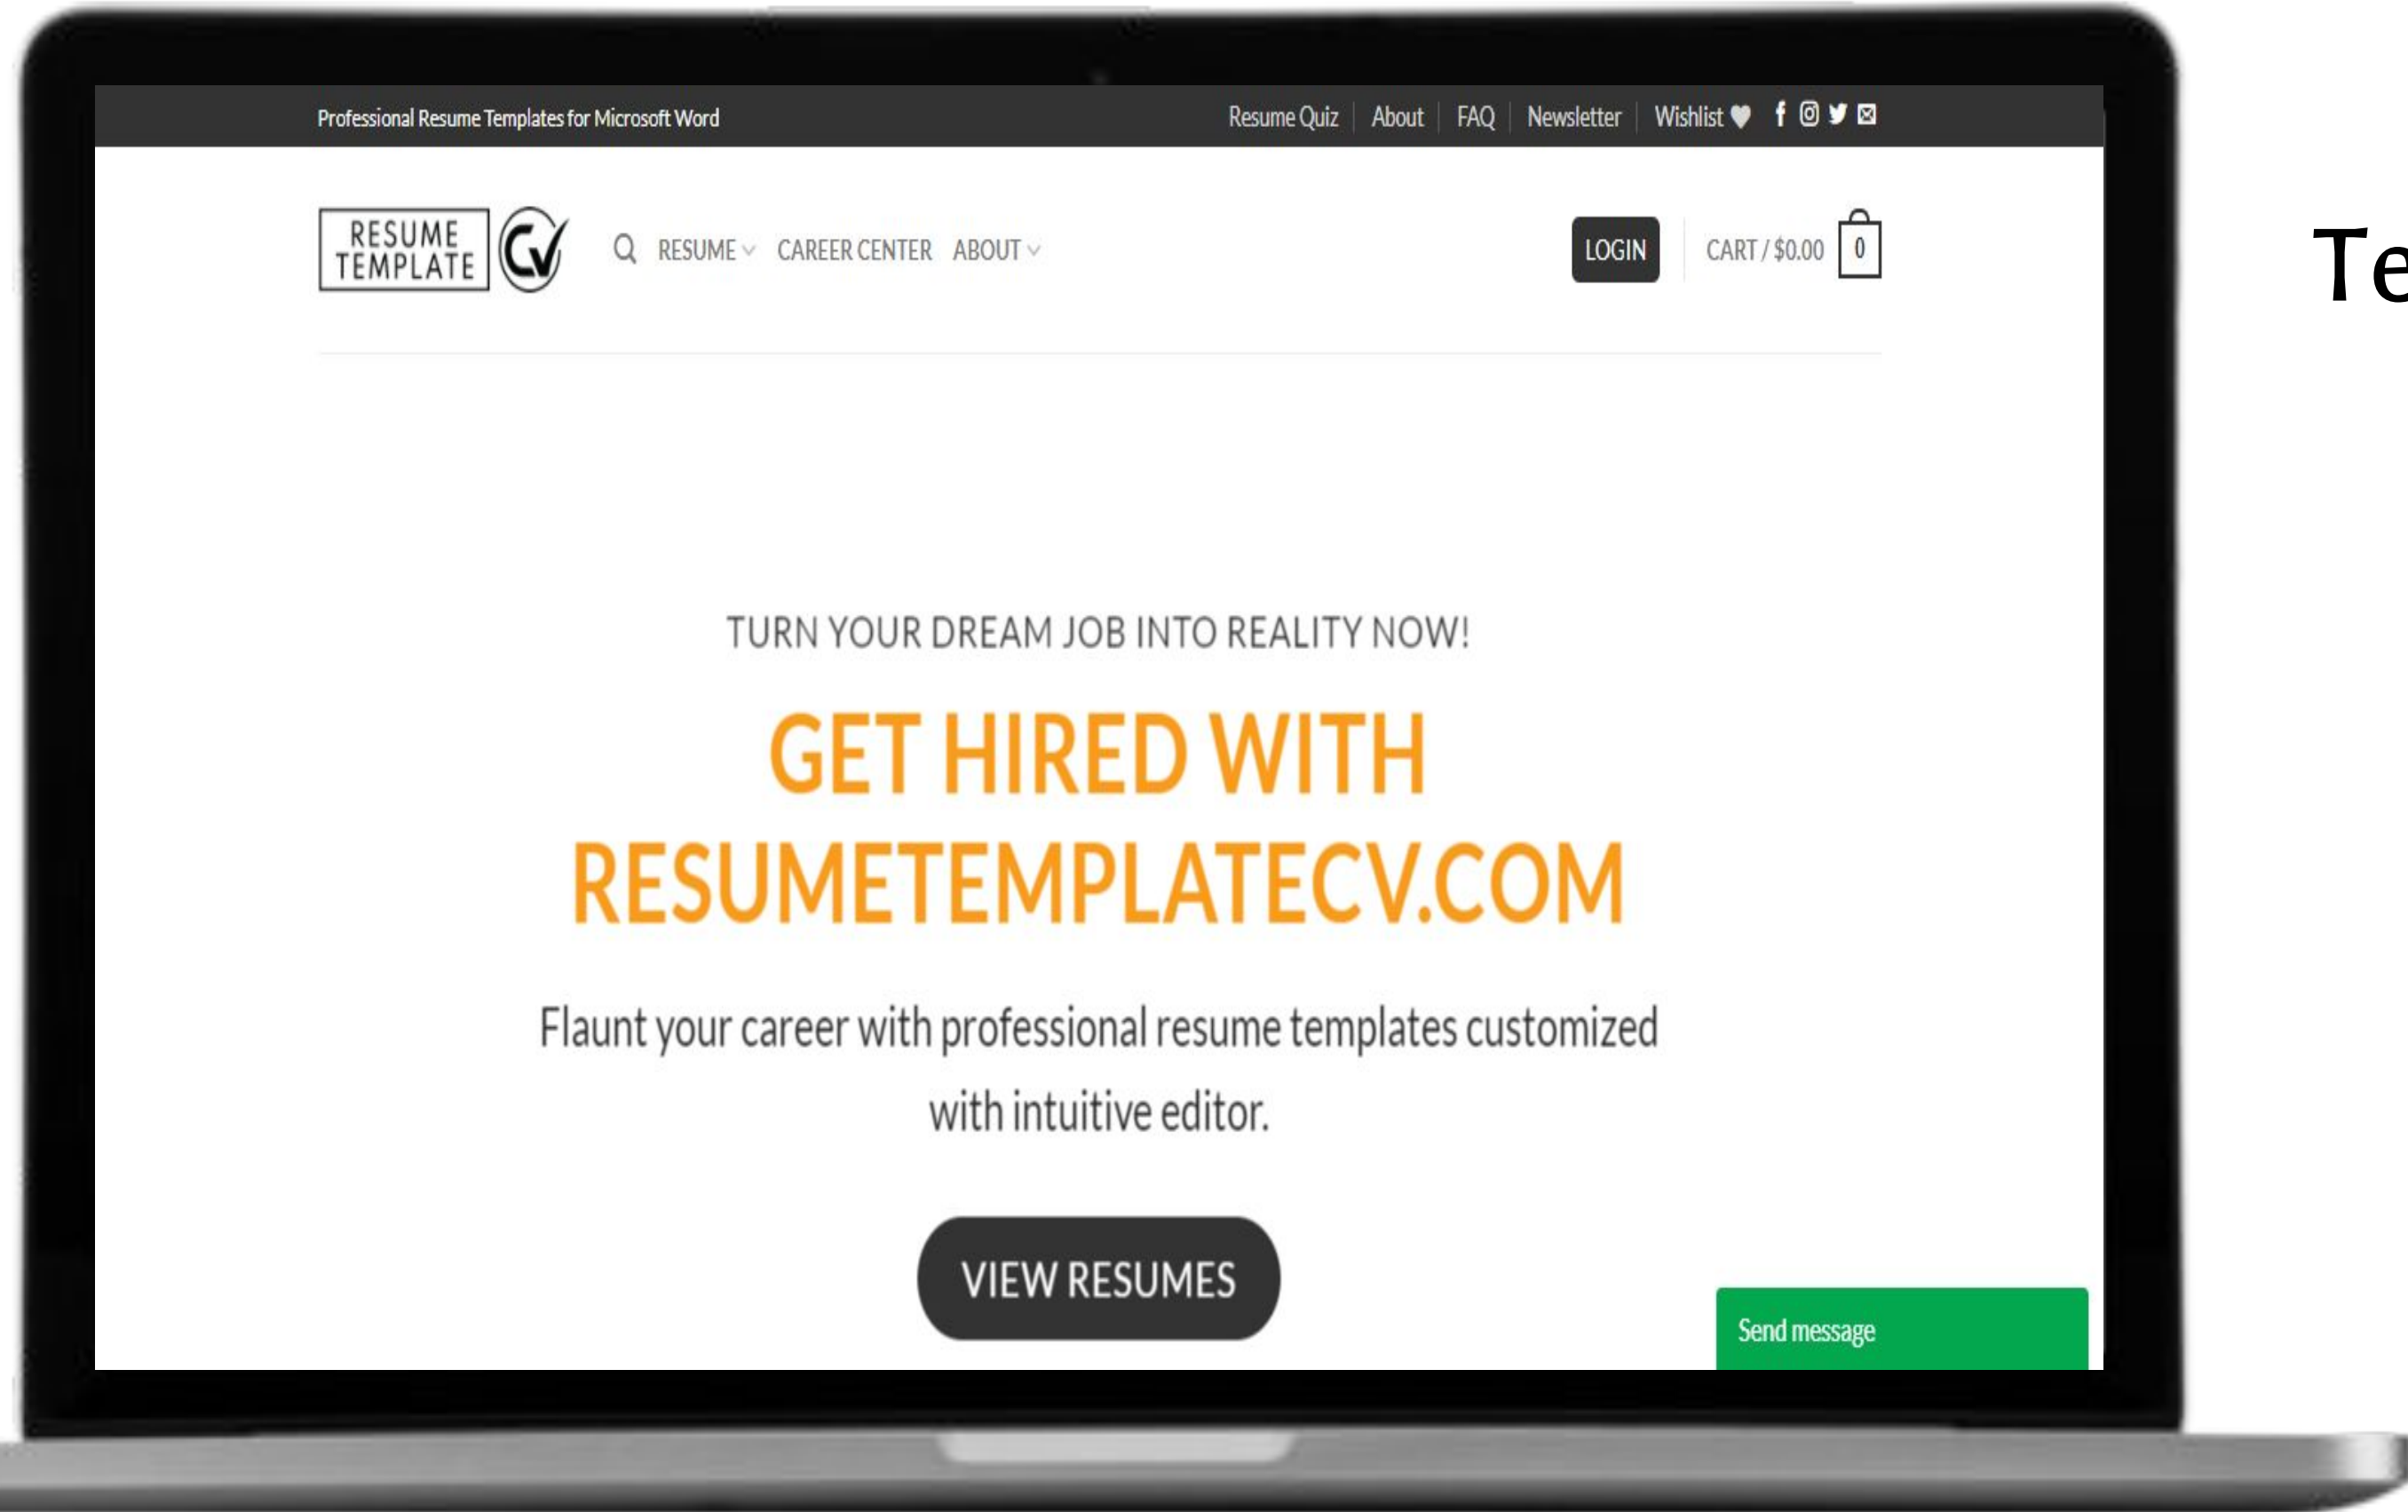 Professional Resume Templates for Microsoft Word
Resume Quiz About FAQ Newsletter Wishlist
RESUME
TEMPLATE
CV
RESUME CAREER CENTER ABOUT
LOGIN
CART / $0.00
0
Te
TURN YOUR DREAM JOB INTO REALITY NOW!
GET HIRED WITH
RESUMETEMPLATECV.COM
Flaunt your career with professional resume templates customized
with intuitive editor.
VIEW RESUMES
Send message